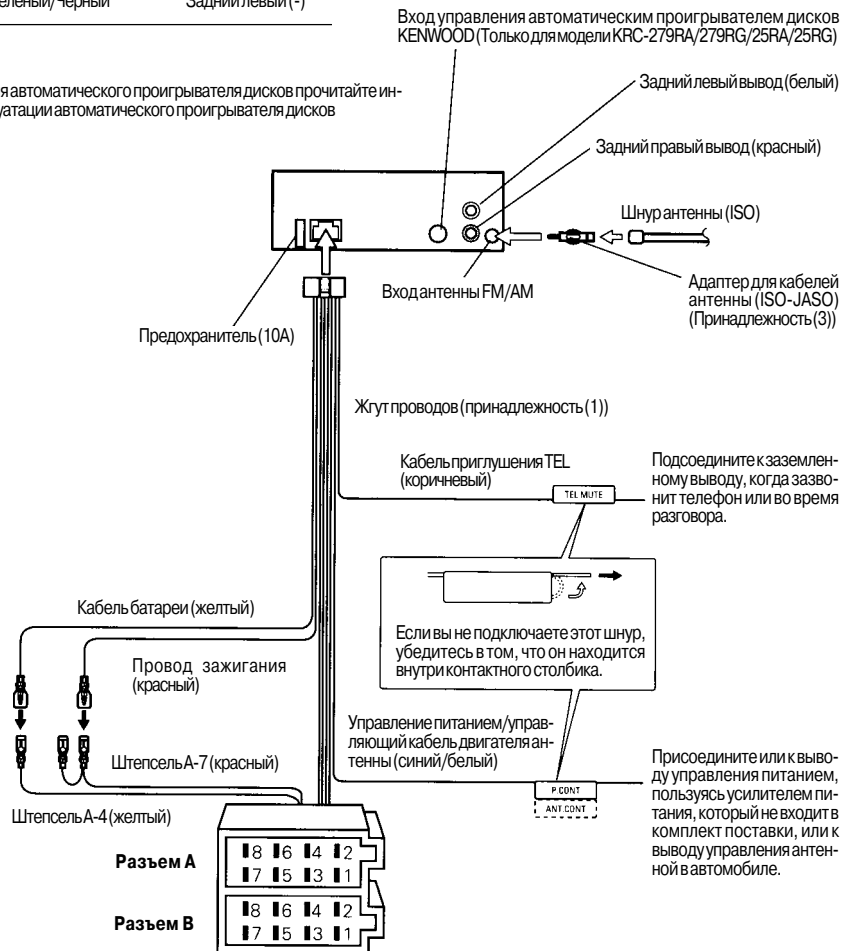 еленый/Черный Задний левый (-)
я автоматического проигрывателя дисков прочитайте ин-
уатации автоматического проигрывателя дисков
Вход управления автоматическим проигрывателем дисков
KENWOOD (Только для модели KRC-279RA/279RG/25RA/25RG)
Задний левый вывод (белый)
Задний правый вывод (красный)
Шнур антенны (ISO)
Адаптер для кабелей
антенны (ISO-JASO)
(Принадлежность (3))
Вход антенны FM/AM
Предохранитель (10A)
Жгут проводов (принадлежность (1))
Кабель приглушения TEL
(коричневый)
TEL MUTE
Подсоедините к заземлен-
ному выводу, когда зазво-
нит телефон или во время
разговора.
Если вы не подключаете этот шнур,
убедитесь в том, что он находится
внутри контактного столбика.
Кабель батареи (желтый)
Провод зажигания
(красный)
Управление питанием/управ-
ляющий кабель двигателя ан-
тенны (синий/белый)
P.CONT
ANT.CONT
Присоедините или к выво-
ду управления питанием,
пользуясь усилителем пи-
тания, который не входит в
комплект поставки, или к
выводу управления антен-
ной в автомобиле.
Штепсель А-7 (красный)
Штепсель А-4 (желтый)
Разъем А
8 6 4 2
7 5 3 1
Разъем В
8 6 4 2
7 5 3 1